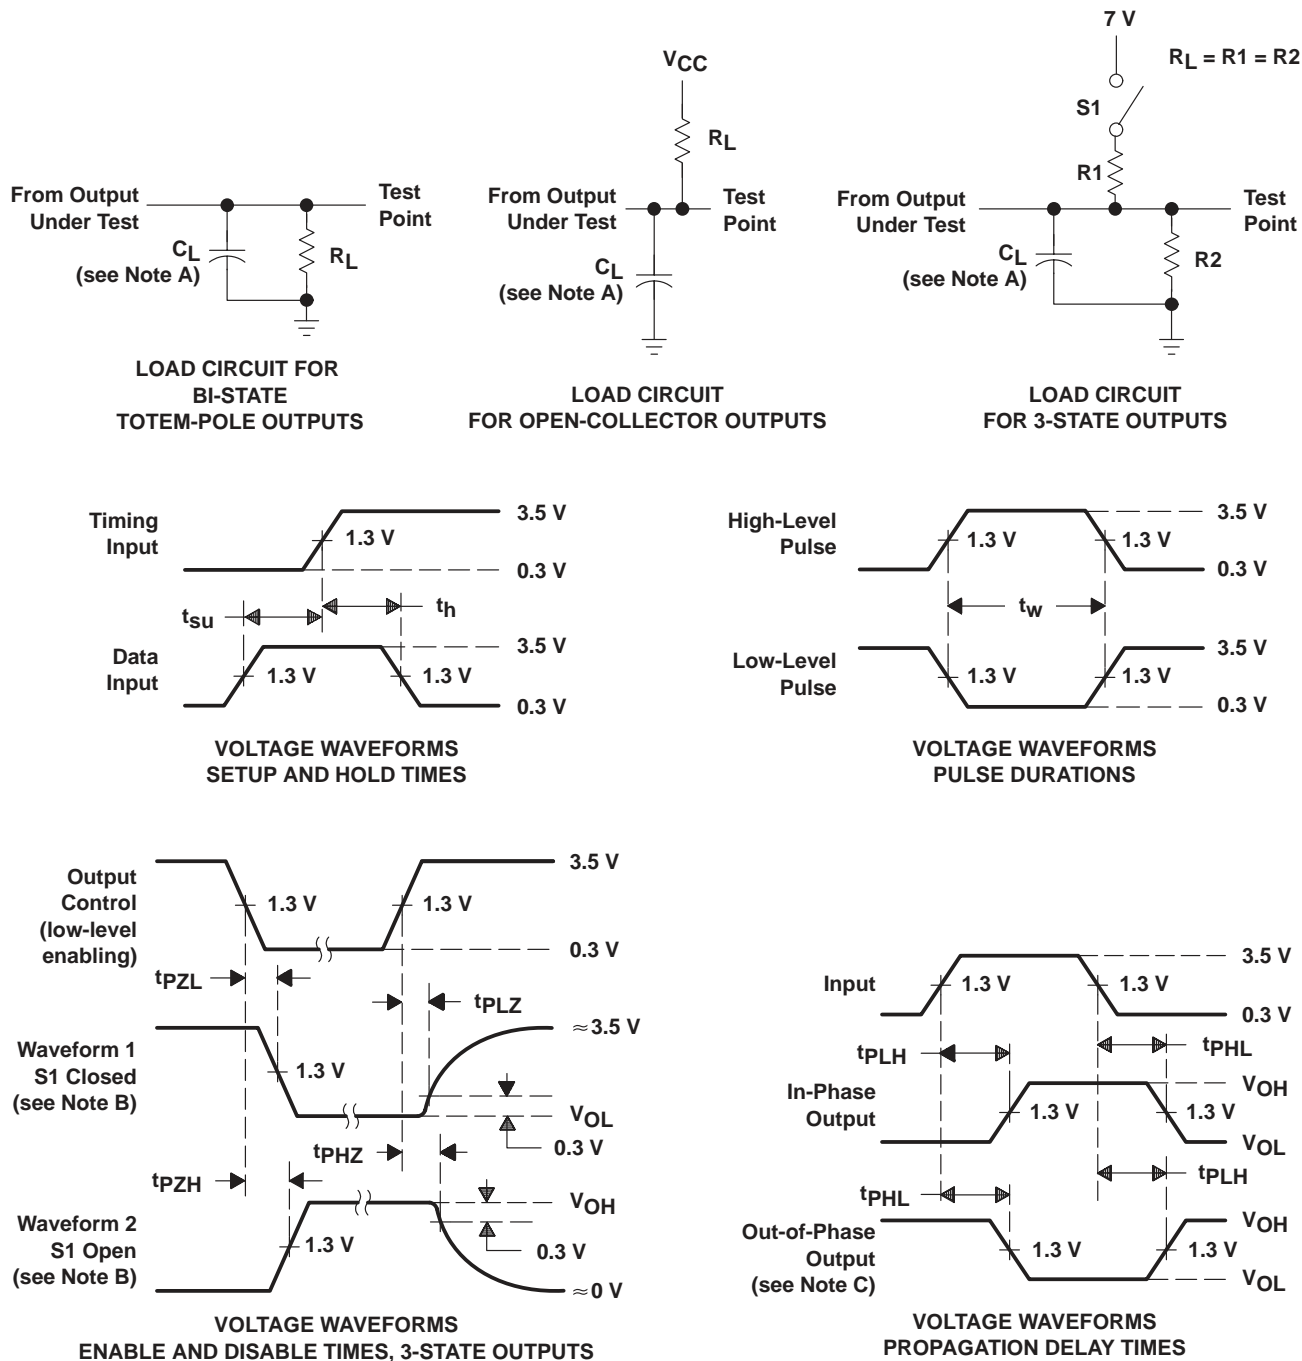 From Output
Under Test
Test
Point
CL
(see Note A)
RL
LOAD CIRCUIT FOR
BI-STATE
TOTEM-POLE OUTPUTS
VCC
RL
From Output
Under Test
Test
Point
CL
(see Note A)
LOAD CIRCUIT
FOR OPEN-COLLECTOR OUTPUTS
7 V
RL = R1 = R2
S1
R1
From Output
Under Test
Test
Point
CL
(see Note A)
R2
LOAD CIRCUIT
FOR 3-STATE OUTPUTS
Timing
Input
1.3 V
3.5 V
0.3 V
tsu
th
Data
Input
1.3 V
1.3 V
3.5 V
0.3 V
VOLTAGE WAVEFORMS
SETUP AND HOLD TIMES
High-Level
Pulse
1.3 V
1.3 V
3.5 V
0.3 V
tw
Low-Level
Pulse
1.3 V
1.3 V
3.5 V
0.3 V
VOLTAGE WAVEFORMS
PULSE DURATIONS
Output
Control
(low-level
enabling)
1.3 V
1.3 V
3.5 V
0.3 V
tPZL
tPLZ
Waveform 1
S1 Closed
(see Note B)
1.3 V
≈3.5 V
VOL
0.3 V
tPHZ
tPZH
Waveform 2
S1 Open
(see Note B)
1.3 V
VOH
0.3 V
≈0 V
VOLTAGE WAVEFORMS
ENABLE AND DISABLE TIMES, 3-STATE OUTPUTS
Input
1.3 V
1.3 V
3.5 V
0.3 V
tPLH
tPHL
In-Phase
Output
1.3 V
1.3 V
VOH
VOL
tPHL
tPLH
Out-of-Phase
Output
(see Note C)
1.3 V
1.3 V
VOH
VOL
VOLTAGE WAVEFORMS
PROPAGATION DELAY TIMES